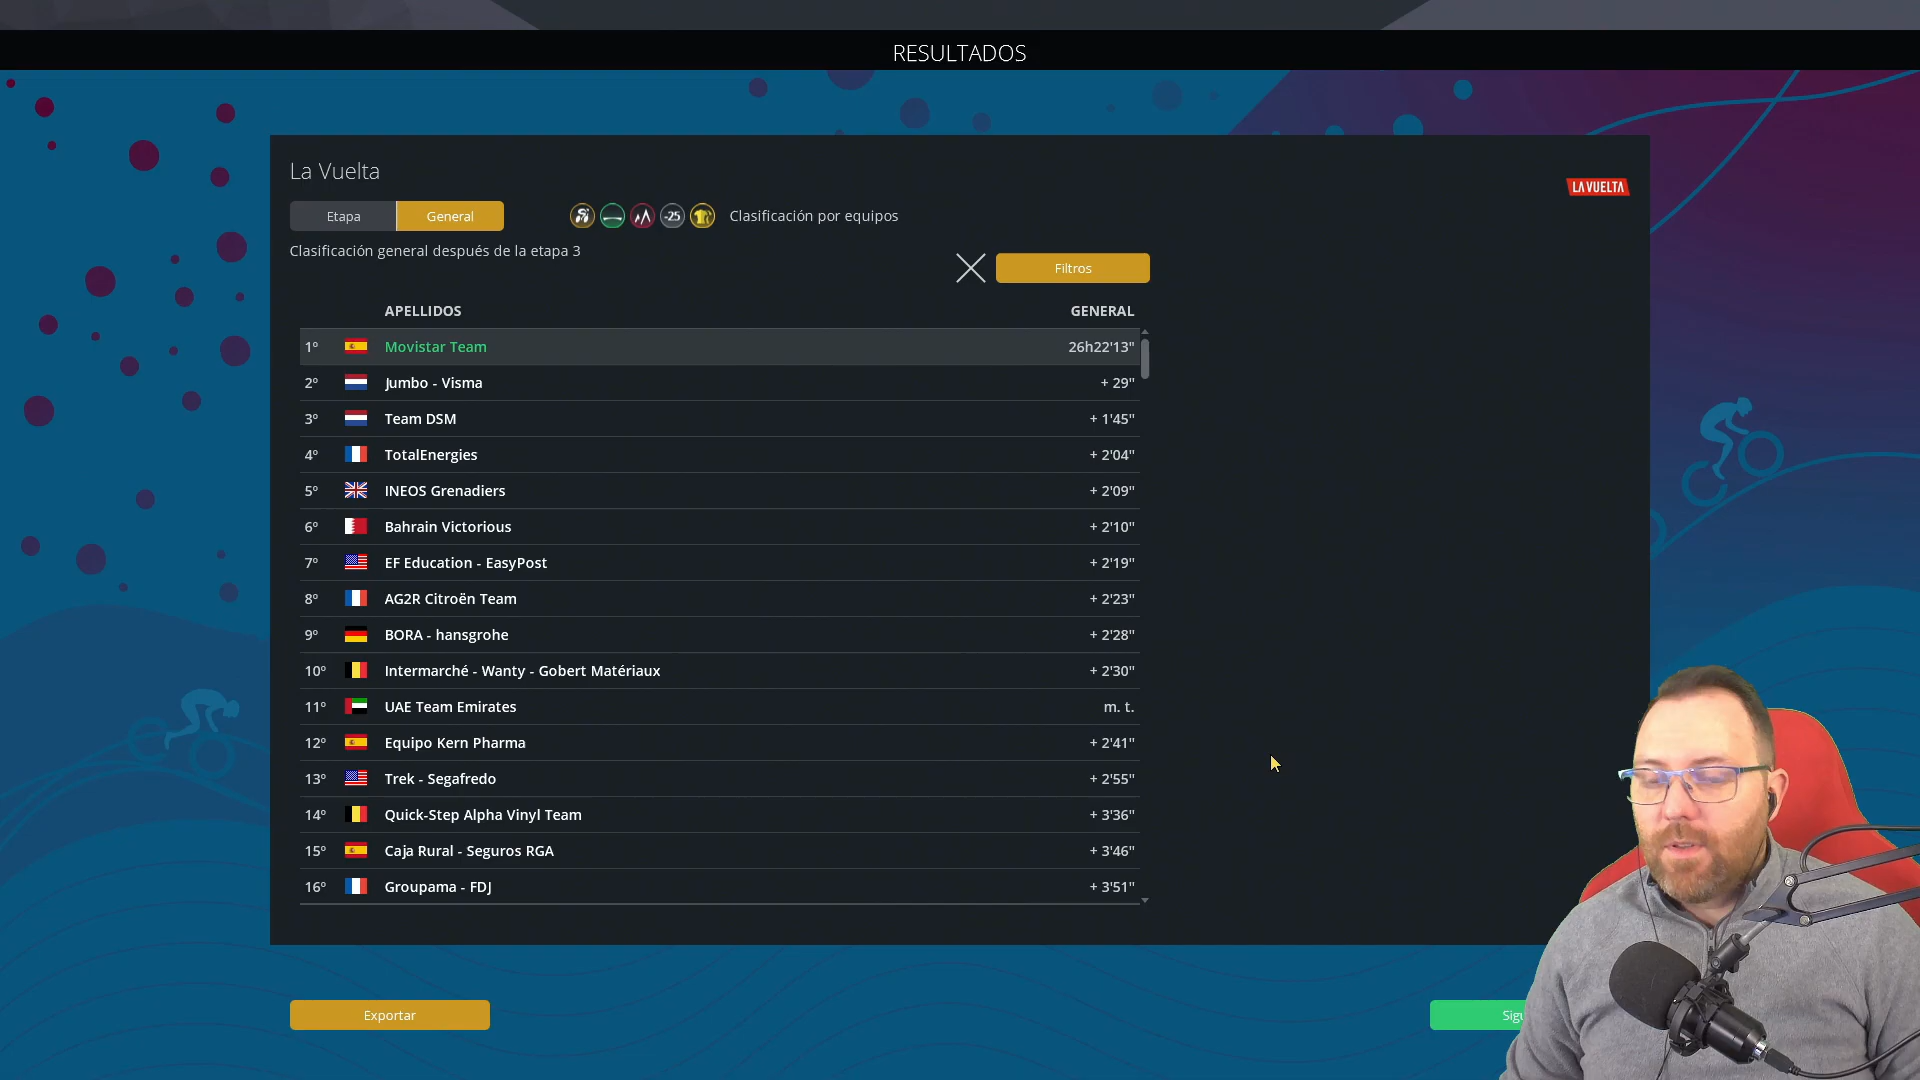 RESULTADOS
La Vuelta
LA VUELTA
Etapa General -25 Clasificación por equipos
Clasificación general después de la etapa 3
Filtros
APELLIDOS GENERAL
1º Movistar Team 26h22'13"
2º Jumbo - Visma + 29"
3º Team DSM + 1'45"
4º TotalEnergies + 2'04"
5º INEOS Grenadiers + 2'09"
6º Bahrain Victorious + 2'10"
7º EF Education - EasyPost + 2'19"
8º AG2R Citroën Team + 2'23"
9º BORA - hansgrohe + 2'28"
10º Intermarché - Wanty - Gobert Matériaux + 2'30"
11º UAE Team Emirates m. t.
12º Equipo Kern Pharma + 2'41"
13º Trek - Segafredo + 2'55"
14º Quick-Step Alpha Vinyl Team + 3'36"
15º Caja Rural - Seguros RGA + 3'46"
16º Groupama - FDJ + 3'51"
Exportar